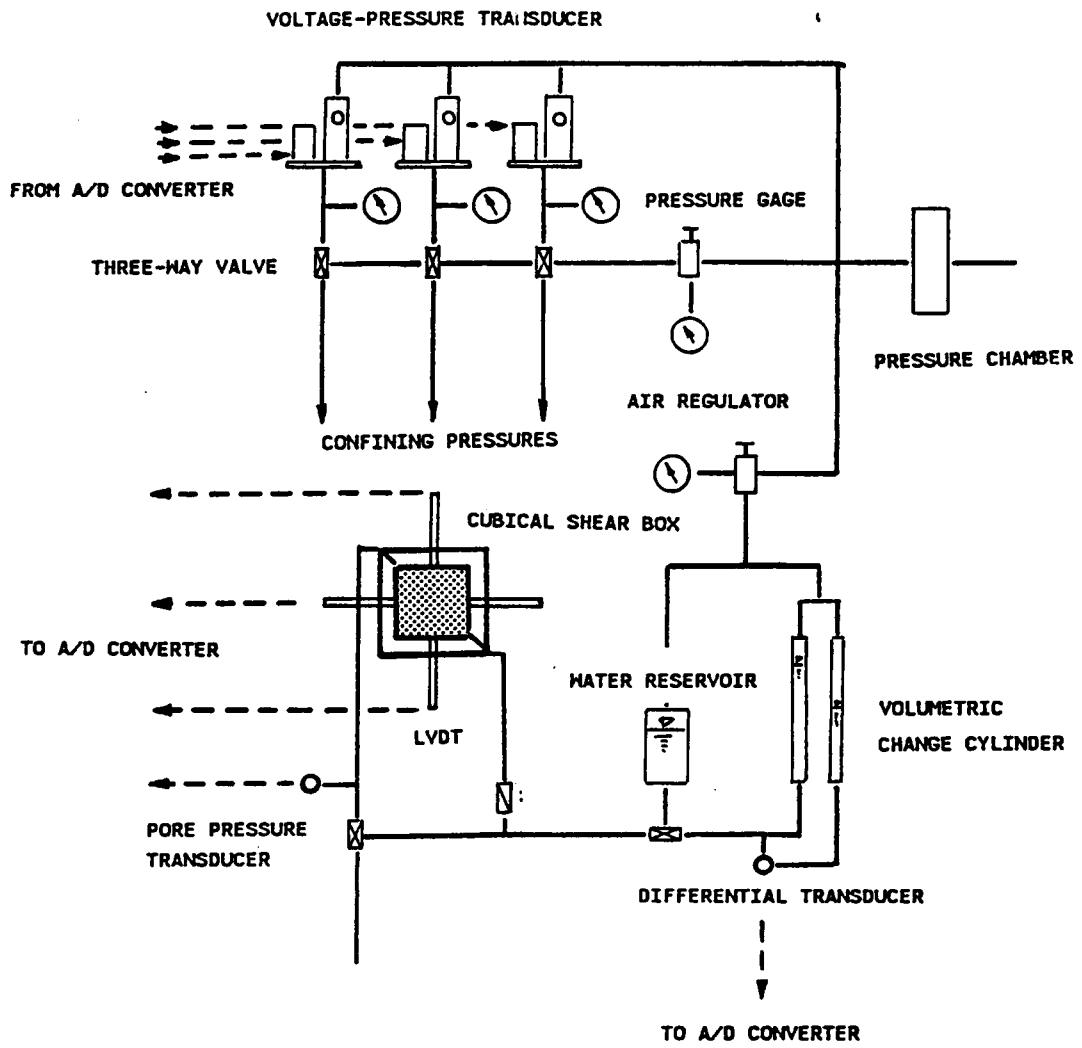 VOLTAGE-PRESSURE TRANSDUCER
FROM A/D CONVERTER
PRESSURE GAGE
THREE-WAY VALVE
PRESSURE CHAMBER
AIR REGULATOR
CONFINING PRESSURES
CUBICAL SHEAR BOX
TO A/D CONVERTER
WATER RESERVOIR
VOLUMETRIC
CHANGE CYLINDER
LVDT
PORE PRESSURE
TRANSDUCER
DIFFERENTIAL TRANSDUCER
TO A/D CONVERTER